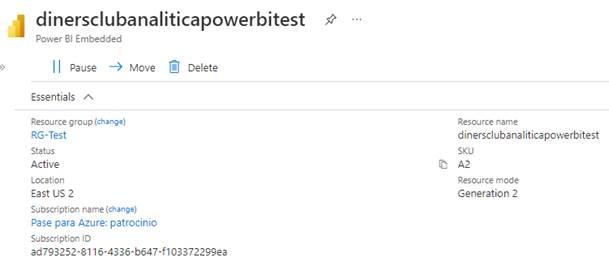 dinersclubanaliticapowerbitest
Power BI Embedded
Pause Move Delete
Essentials
Resource group (change)
RG-Test
Status
Active
Location
East US 2
Subscription name (change)
Pase para Azure: patrocinio
Subscription ID
ad793252-8116-4336-b647-f103372299ea
Resource name
dinersclubanaliticapowerbitest
SKU
A2
Resource mode
Generation 2